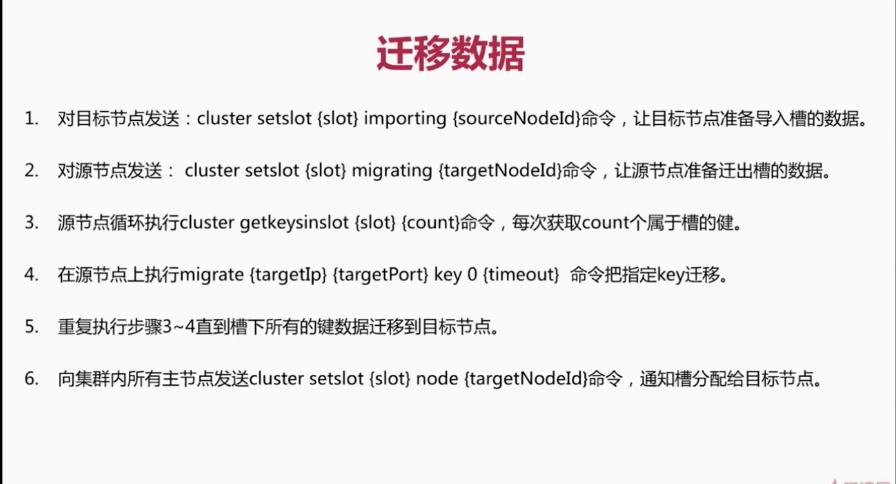 迁移数据
1. 对目标节点发送：cluster setslot {slot} importing {sourceNodeId}命令，让目标节点准备导入槽的数据。
2. 对源节点发送： cluster setslot {slot} migrating {targetNodeId}命令，让源节点准备迁出槽的数据。
3. 源节点循环执行cluster getkeysinslot {slot} {count}命令，每次获取count个属于槽的健。
4. 在源节点上执行migrate {targetIp} {targetPort} key 0 {timeout} 命令把指定key迁移。
5. 重复执行步骤3~4直到槽下所有的键数据迁移到目标节点。
6. 向集群内所有主节点发送cluster setslot {slot} node {targetNodeId}命令，通知槽分配给目标节点。